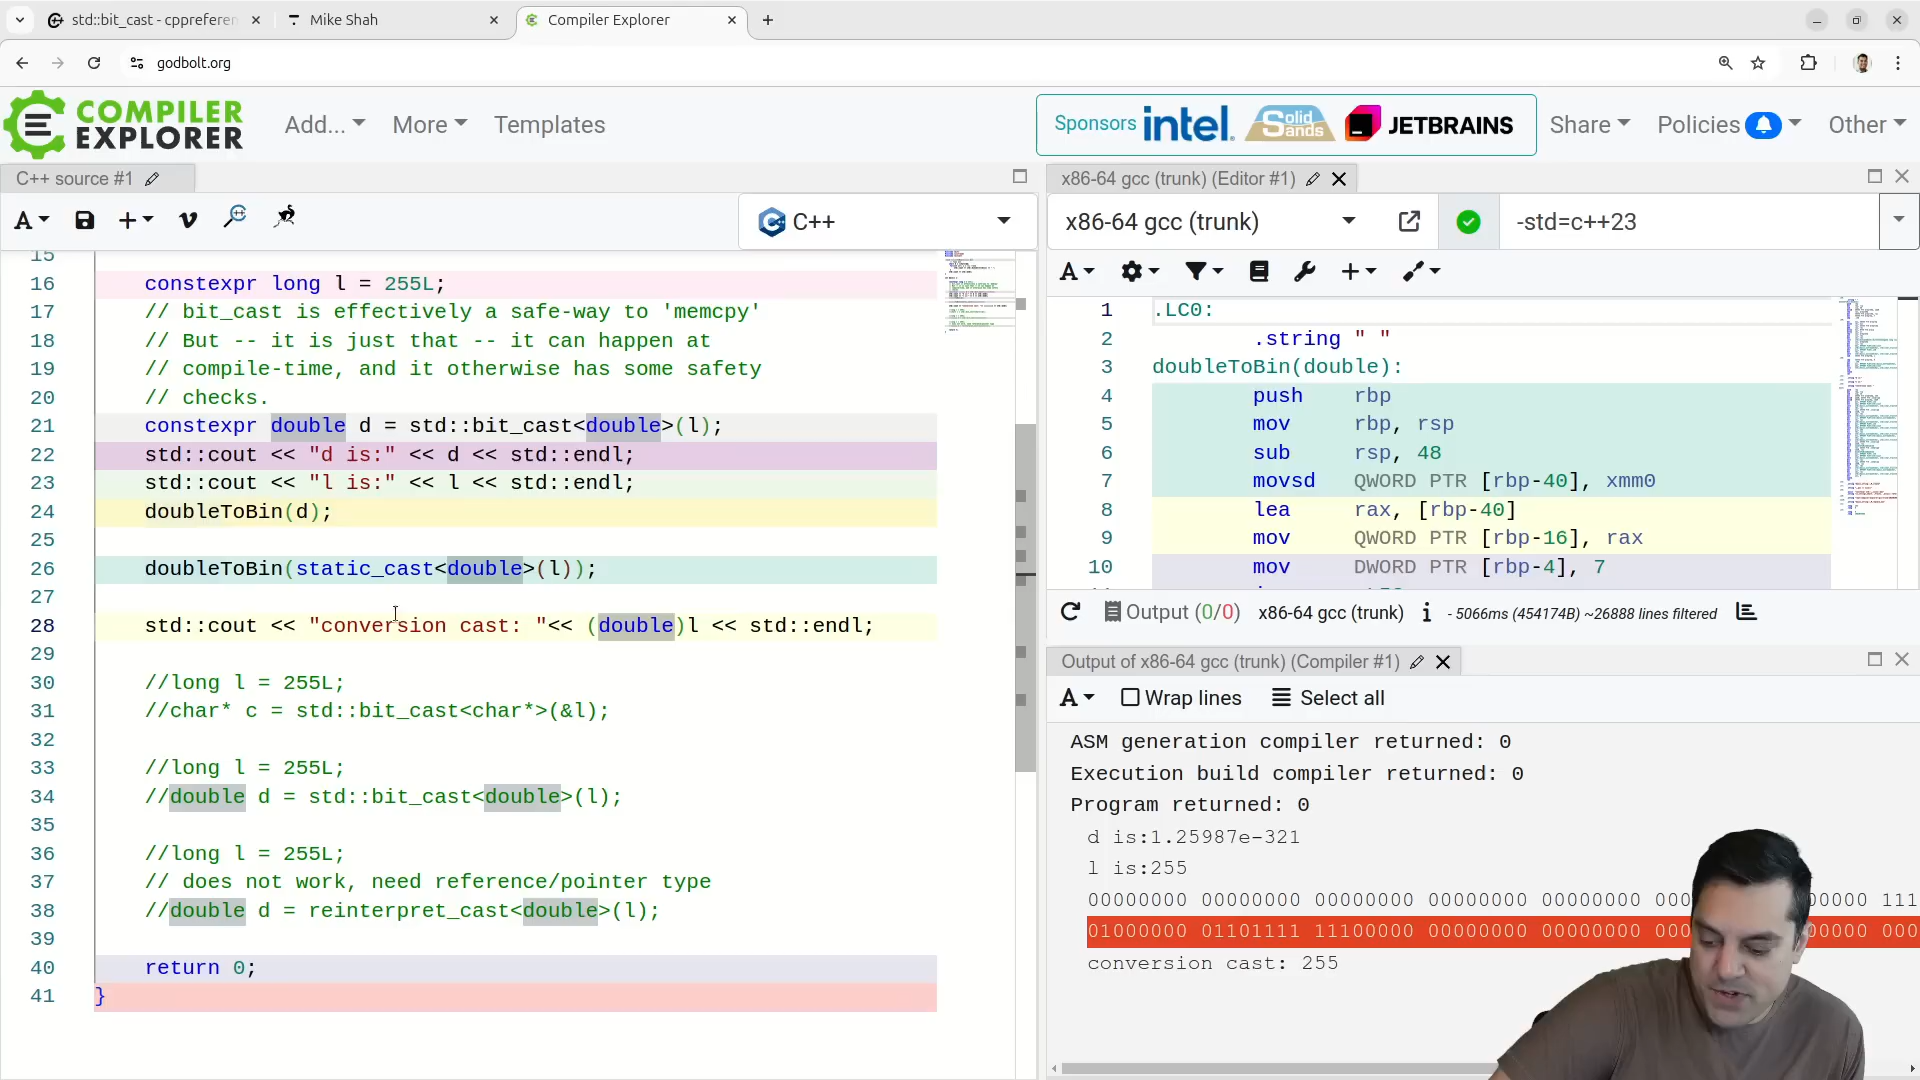 std::bit_cast - cppreferen
Mike Shah
Compiler Explorer
godbolt.org
COMPILER
EXPLORER
Add...
More
Templates
Sponsors intel. Solid Sands JETBRAINS
Share
Policies
Other
C++ source #1
A
C++
15
16 constexpr long l = 255L;
17 // bit_cast is effectively a safe-way to 'memcpy'
18 // But -- it is just that -- it can happen at
19 // compile-time, and it otherwise has some safety
20 // checks.
21 constexpr double d = std::bit_cast<double>(l);
22 std::cout << "d is:" << d << std::endl;
23 std::cout << "l is:" << l << std::endl;
24 doubleToBin(d);
25
26 doubleToBin(static_cast<double>(l));
27
28 std::cout << "conversion cast: "<< (double)l << std::endl;
29
30 //long l = 255L;
31 //char* c = std::bit_cast<char*>(&l);
32
33 //long l = 255L;
34 //double d = std::bit_cast<double>(l);
35
36 //long l = 255L;
37 // does not work, need reference/pointer type
38 //double d = reinterpret_cast<double>(l);
39
40 return 0;
41 }
x86-64 gcc (trunk) (Editor #1)
x86-64 gcc (trunk)
-std=c++23
A
1 .LC0:
2 .string " "
3 doubleToBin(double):
4 push rbp
5 mov rbp, rsp
6 sub rsp, 48
7 movsd QWORD PTR [rbp-40], xmm0
8 lea rax, [rbp-40]
9 mov QWORD PTR [rbp-16], rax
10 mov DWORD PTR [rbp-4], 7
Output (0/0) x86-64 gcc (trunk) i - 5066ms (454174B) ~26888 lines filtered
Output of x86-64 gcc (trunk) (Compiler #1)
A
Wrap lines
Select all
ASM generation compiler returned: 0
Execution build compiler returned: 0
Program returned: 0
d is:1.25987e-321
l is:255
00000000 00000000 00000000 00000000 00000000 000 00000 111
01000000 01101111 11100000 00000000 00000000 000 00000 000
conversion cast: 255